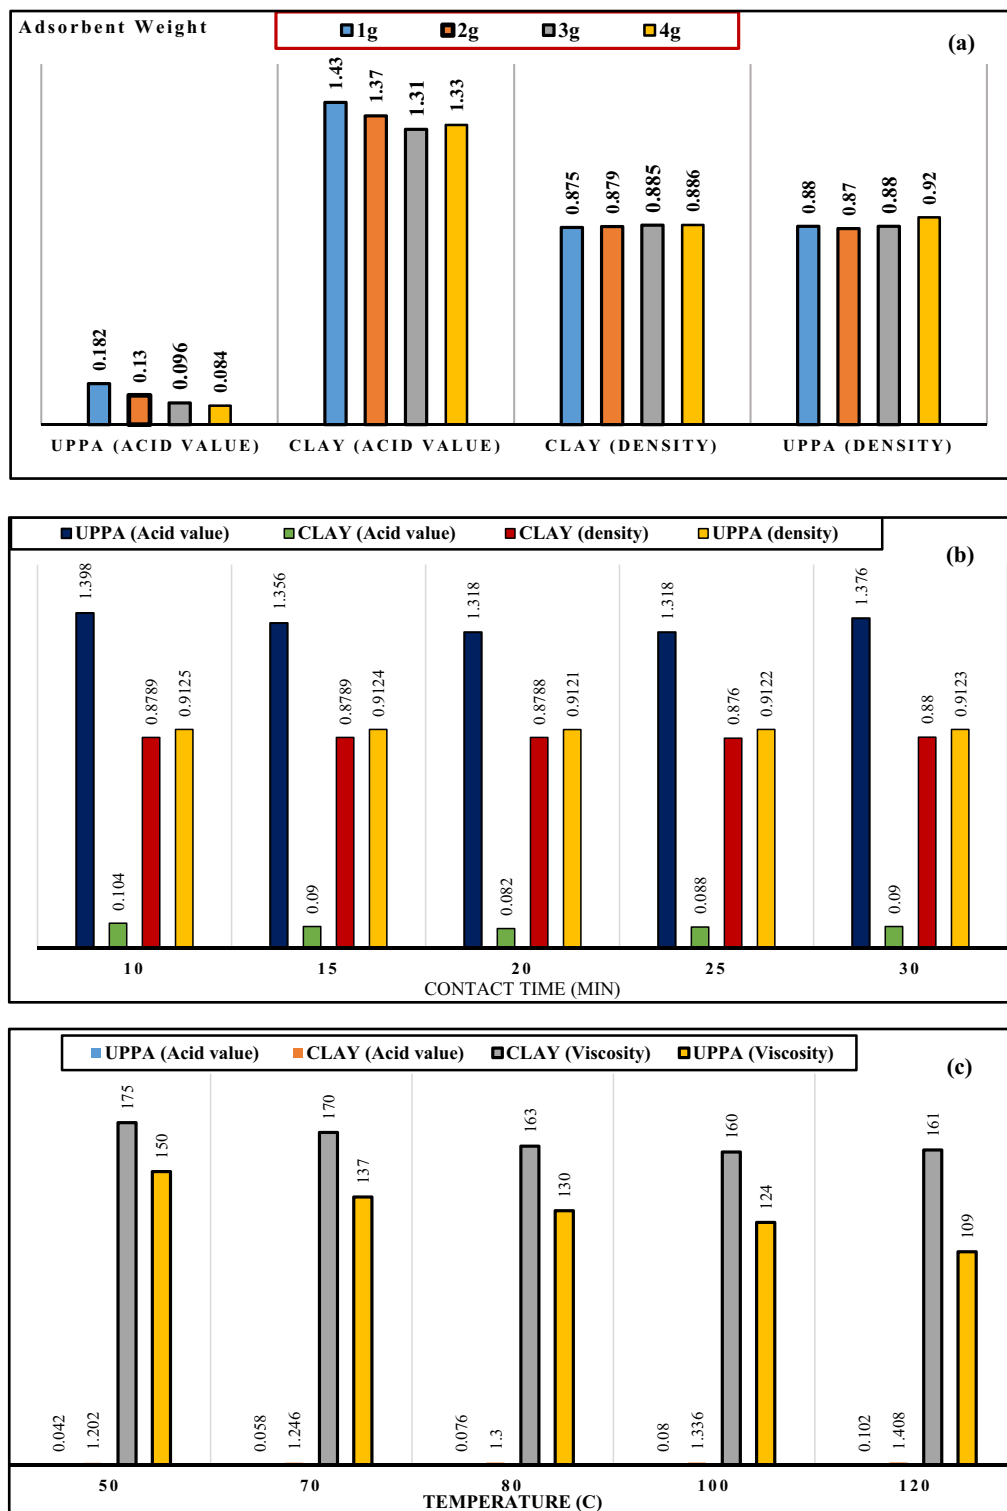 Adsorbent Weight
1g 2g 3g 4g
(a)
0.182 0.13 0.096 0.084
1.43 1.37 1.31 1.33
0.875 0.879 0.885 0.886
0.88 0.87 0.88 0.92
UPPA (ACID VALUE) CLAY (ACID VALUE) CLAY (DENSITY) UPPA (DENSITY)
UPPA (Acid value) CLAY (Acid value) CLAY (density) UPPA (density)
(b)
1.398 0.104 0.8789 0.9125
1.356 0.09 0.8789 0.9124
1.318 0.082 0.8788 0.9121
1.318 0.088 0.876 0.9122
1.376 0.09 0.88 0.9123
10 15 20 25 30
CONTACT TIME (MIN)
UPPA (Acid value) CLAY (Acid value) CLAY (Viscosity) UPPA (Viscosity)
(c)
0.042 1.202 175 150
0.058 1.246 170 137
0.076 1.3 163 130
0.08 1.336 160 124
0.102 1.408 161 109
50 70 80 100 120
TEMPERATURE (C)